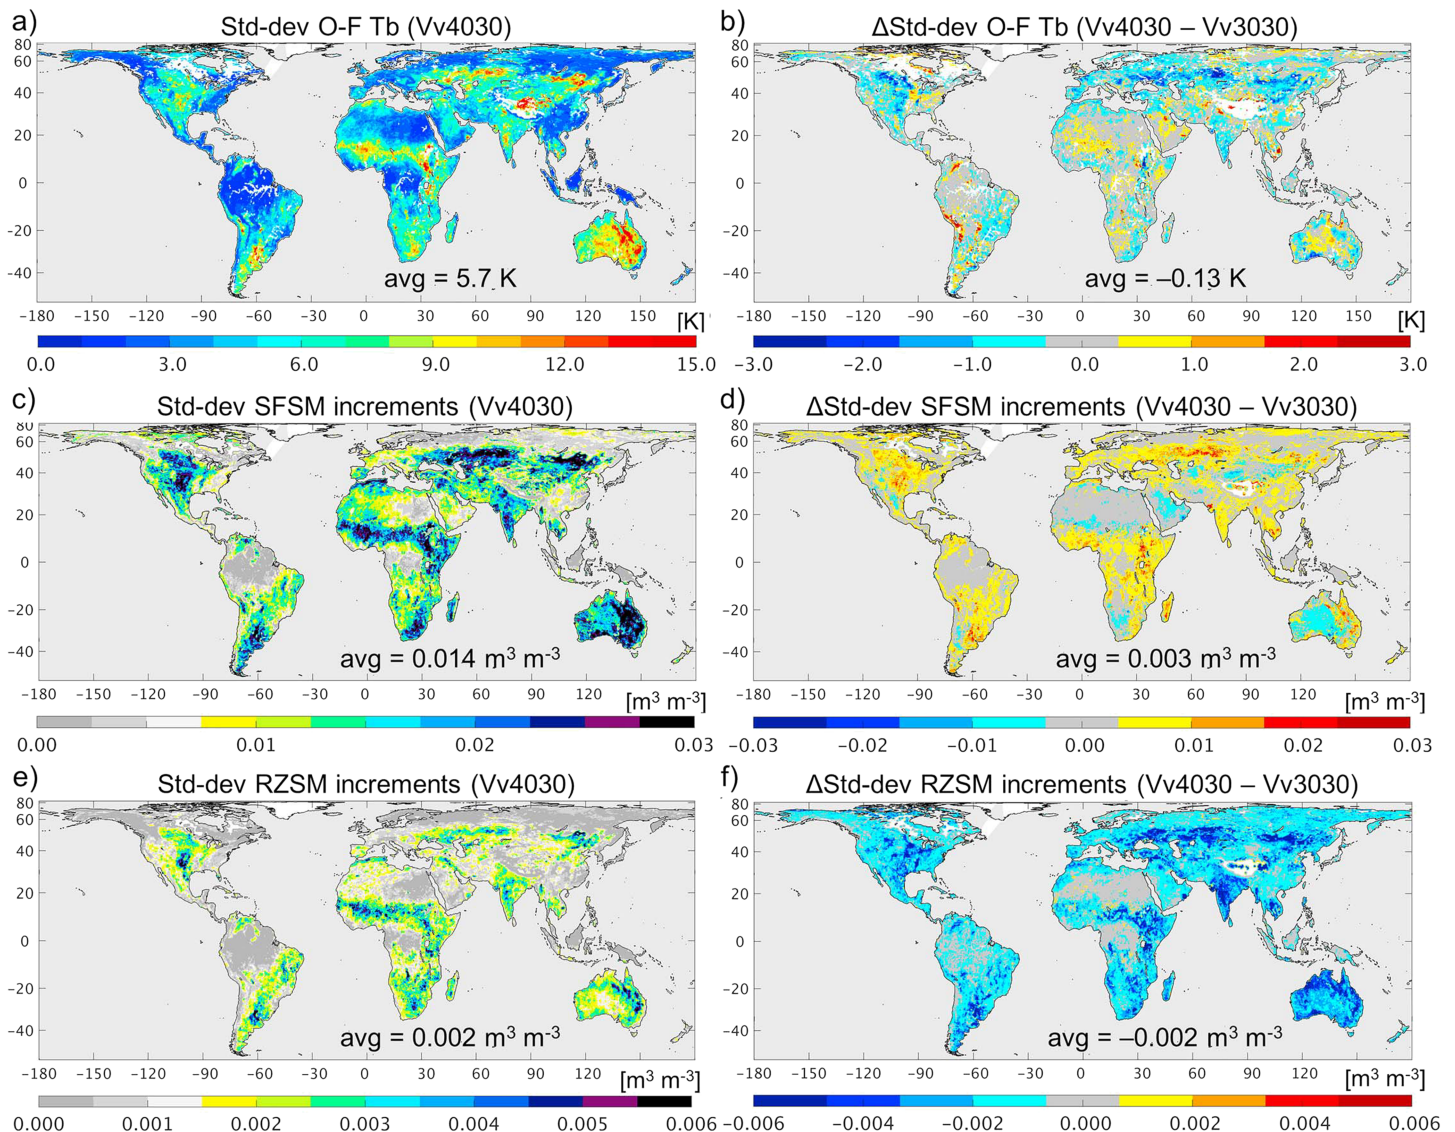 a) Std-dev O-F Tb (Vv4030)
80
60
40
20
0
−20
−40
avg = 5.7 K
−180 −150 −120 −90 −60 −30 0 30 60 90 120 150
[K]
0.0 3.0 6.0 9.0 12.0 15.0
b) ΔStd-dev O-F Tb (Vv4030 – Vv3030)
80
60
40
20
0
−20
−40
avg = –0.13 K
−180 −150 −120 −90 −60 −30 0 30 60 90 120 150
[K]
−3.0 −2.0 −1.0 0.0 1.0 2.0 3.0
c) Std-dev SFSM increments (Vv4030)
80
60
40
20
0
−20
−40
avg = 0.014 m³ m⁻³
−180 −150 −120 −90 −60 −30 0 30 60 90 120 150
[m³ m⁻³]
0.00 0.01 0.02 0.03
d) ΔStd-dev SFSM increments (Vv4030 – Vv3030)
80
60
40
20
0
−20
−40
avg = 0.003 m³ m⁻³
−180 −150 −120 −90 −60 −30 0 30 60 90 120
[m³ m⁻³]
−0.03 −0.02 −0.01 0.00 0.01 0.02 0.03
e) Std-dev RZSM increments (Vv4030)
80
60
40
20
0
−20
−40
avg = 0.002 m³ m⁻³
−180 −150 −120 −90 −60 −30 0 30 60 90 120
[m³ m⁻³]
0.000 0.001 0.002 0.003 0.004 0.005 0.006
f) ΔStd-dev RZSM increments (Vv4030 – Vv3030)
80
60
40
20
0
−20
−40
avg = –0.002 m³ m⁻³
−180 −150 −120 −90 −60 −30 0 30 60 90 120
[m³ m⁻³]
−0.006 −0.004 −0.002 0.000 0.002 0.004 0.006